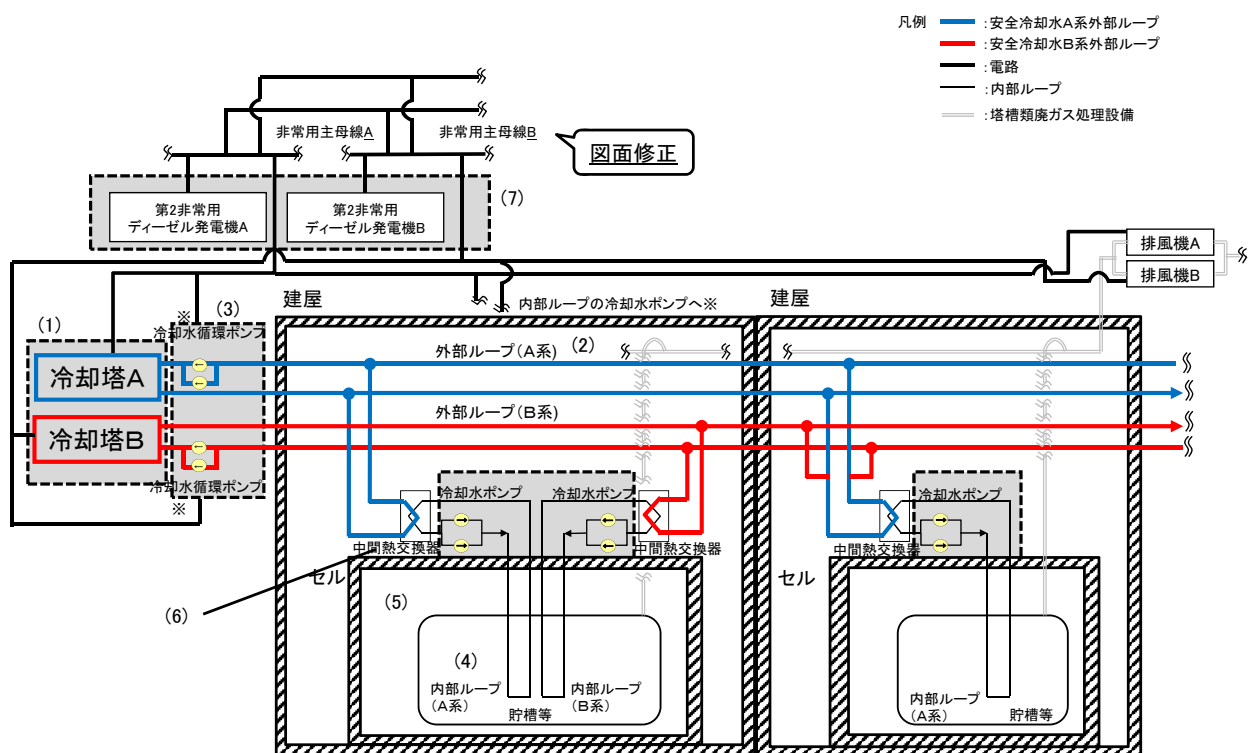 凡例
:安全冷却水A系外部ループ
:安全冷却水B系外部ループ
:電路
:内部ループ
:塔槽類廃ガス処理設備
非常用主母線A
非常用主母線B
図面修正
第2非常用
ディーゼル発電機A
第2非常用
ディーゼル発電機B
(7)
排風機A
排風機B
建屋
内部ループの冷却水ポンプへ※
建屋
(1)
※
(3)
冷却水循環ポンプ
冷却塔A
冷却塔B
冷却水循環ポンプ
※
外部ループ(A系)
(2)
外部ループ(B系)
冷却水ポンプ
冷却水ポンプ
冷却水ポンプ
中間熱交換器
中間熱交換器
中間熱交換器
セル
セル
(6)
(5)
(4)
内部ループ
(A系)
内部ループ
(B系)
貯槽等
内部ループ
(A系)
貯槽等